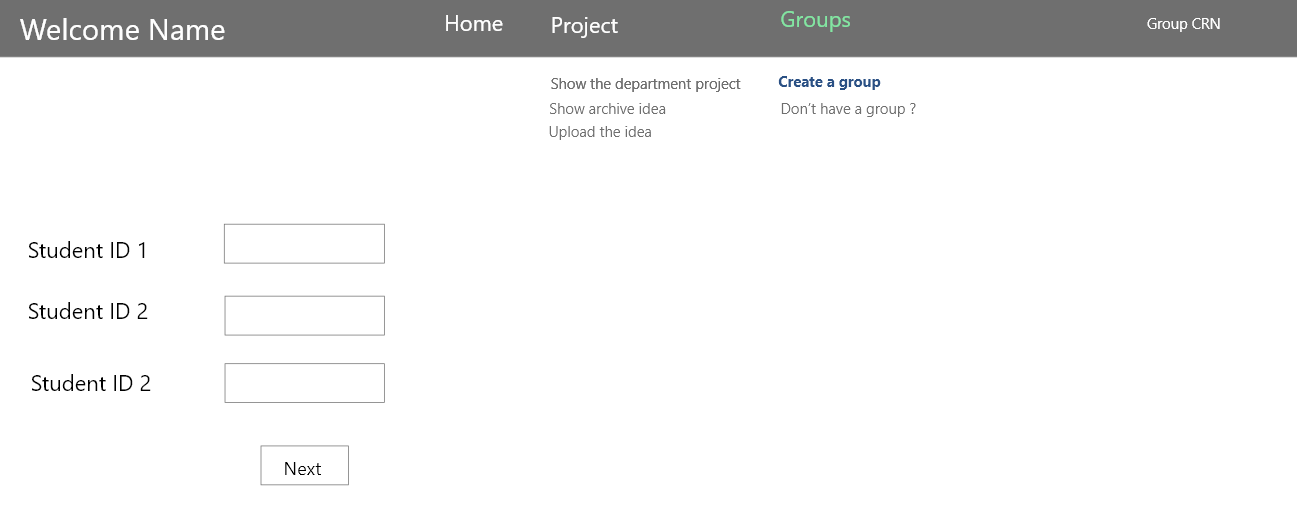 Welcome Name
Home
Project
Groups
Group CRN
Show the department project
Show archive idea
Upload the idea
Create a group
Don’t have a group ?
Student ID 1
Student ID 2
Student ID 2
Next